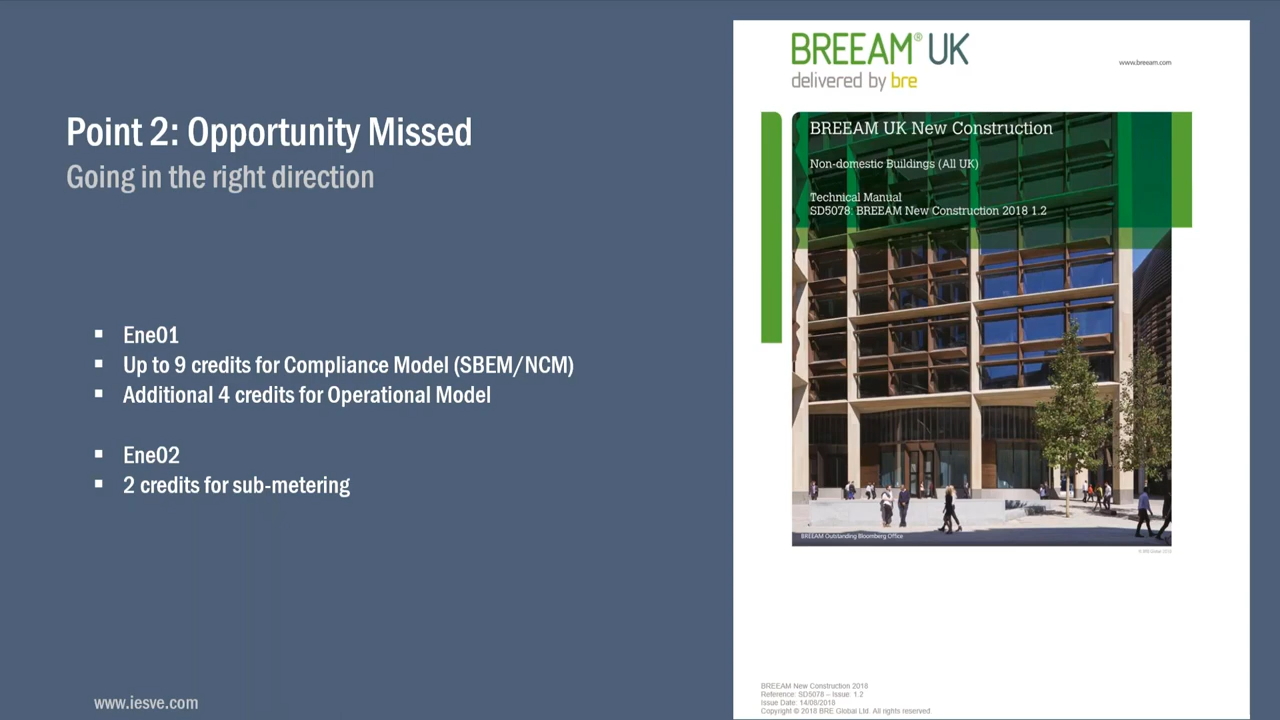 Point 2: Opportunity Missed
Going in the right direction
Ene01
Up to 9 credits for Compliance Model (SBEM/NCM)
Additional 4 credits for Operational Model
Ene02
2 credits for sub-metering
www.iesve.com
BREEAM® UK
delivered by bre
www.breeam.com
BREEAM UK New Construction
Non-domestic Buildings (All UK)
Technical Manual
SD5078: BREEAM New Construction 2018 1.2
BREEAM Outstanding Bloomberg Office
© BRE Global 2018
BREEAM New Construction 2018
Reference: SD5078 – Issue 1.2
Issue Date: 14/06/2018
Copyright © 2018 BRE Global Ltd. All rights reserved.